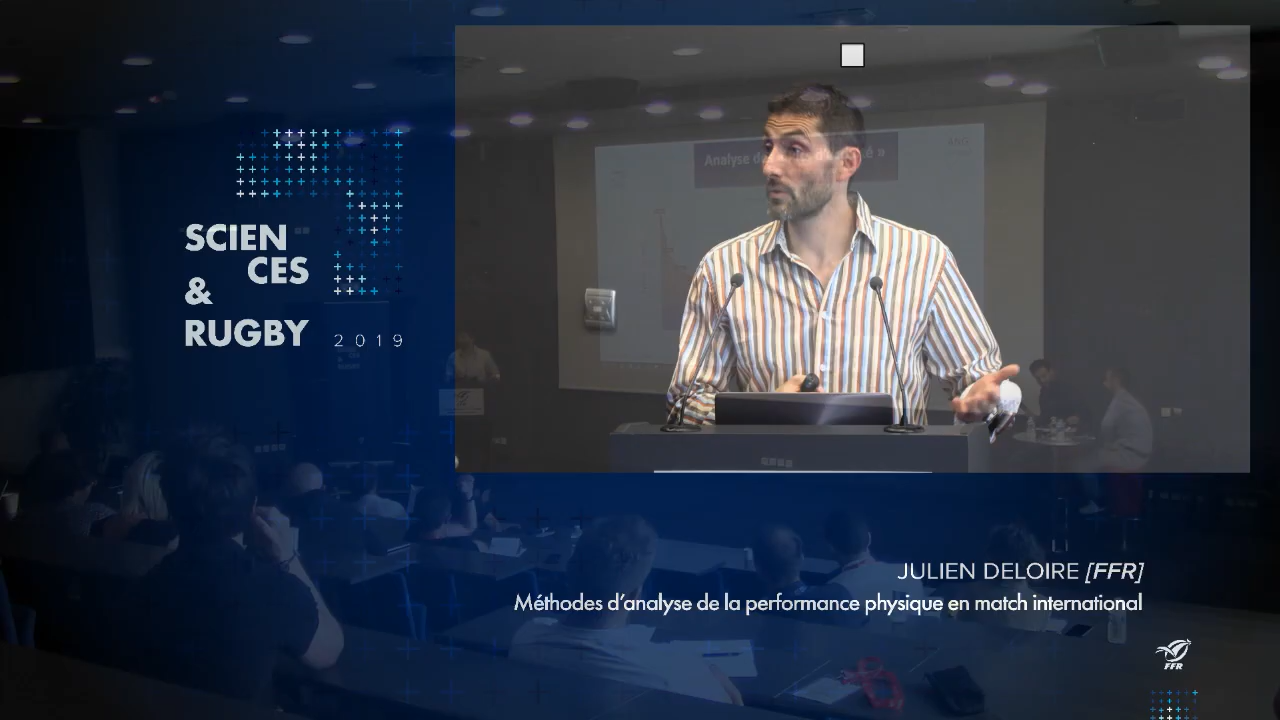 SCIEN
CES
&
RUGBY
2019
Analyse
JULIEN DELOIRE [FFR]
Méthodes d'analyse de la performance physique en match international
FFR